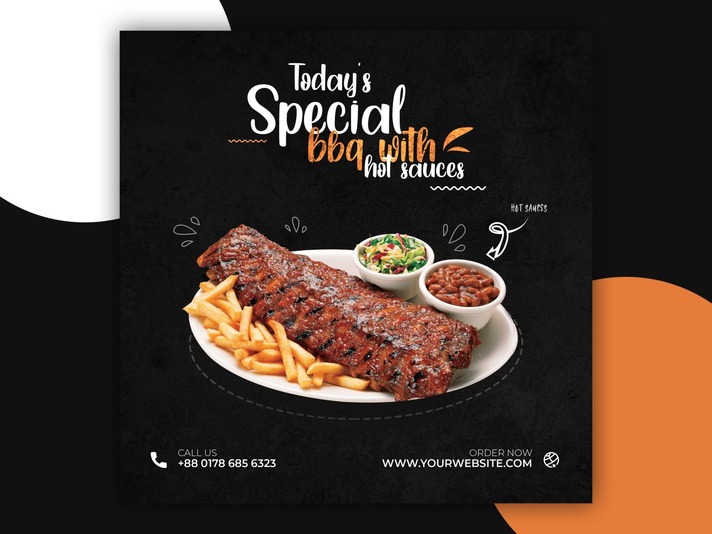 Today's
Special
bbq with
hot sauces
HOT SAUCES
CALL US
+88 0178 685 6323
ORDER NOW
WWW.YOURWEBSITE.COM